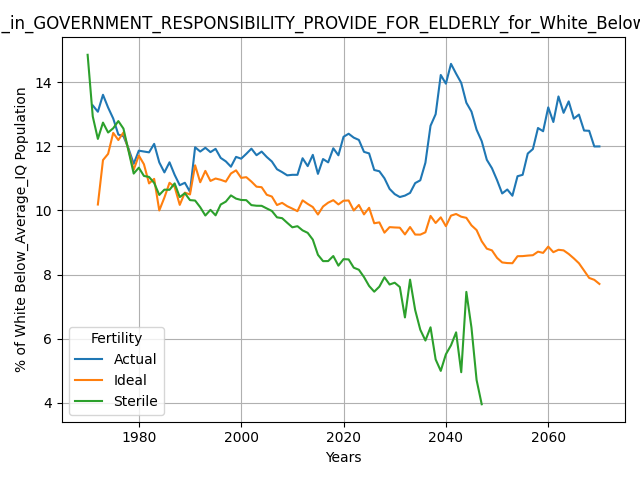 _in_GOVERNMENT_RESPONSIBILITY_PROVIDE_FOR_ELDERLY_for_White_Below
% of White Below_Average_IQ Population
14
12
10
8
6
4
Fertility
Actual
Ideal
Sterile
1980 2000 2020 2040 2060
Years